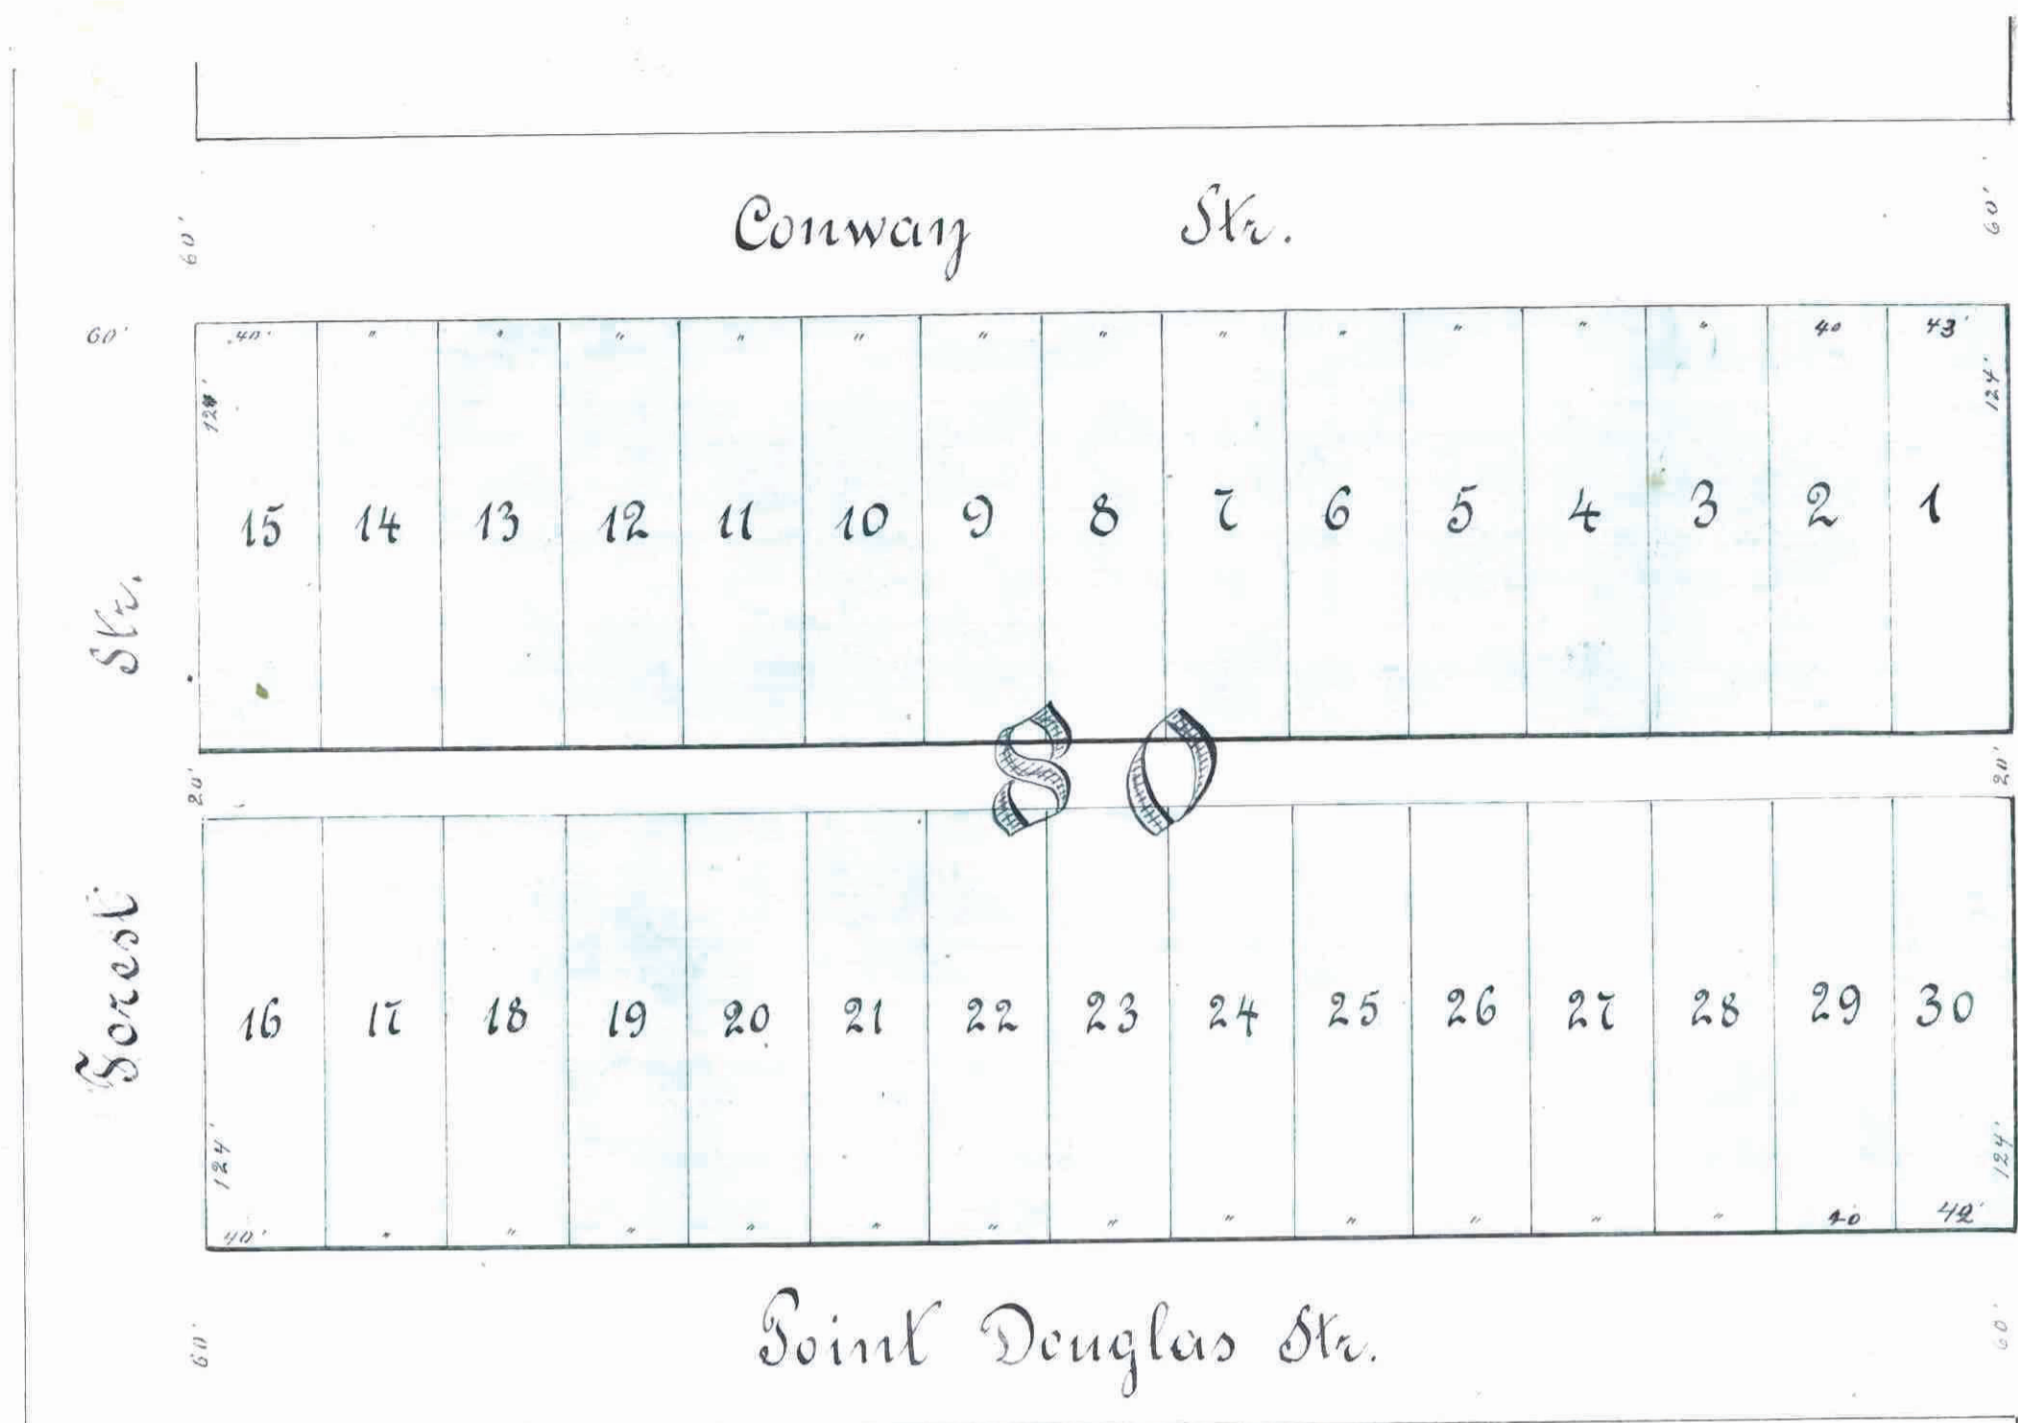 Conway Str.
60' 60'
60' 40' " " " " " " " " " " " " 40 43'
124'
15 14 13 12 11 10 9 8 7 6 5 4 3 2 1
Forest Str.
20' 20'
16 17 18 19 20 21 22 23 24 25 26 27 28 29 30
124' 124'
40' " " " " " " " " " " " " 40 42'
Point Douglas Str.
60' 60'